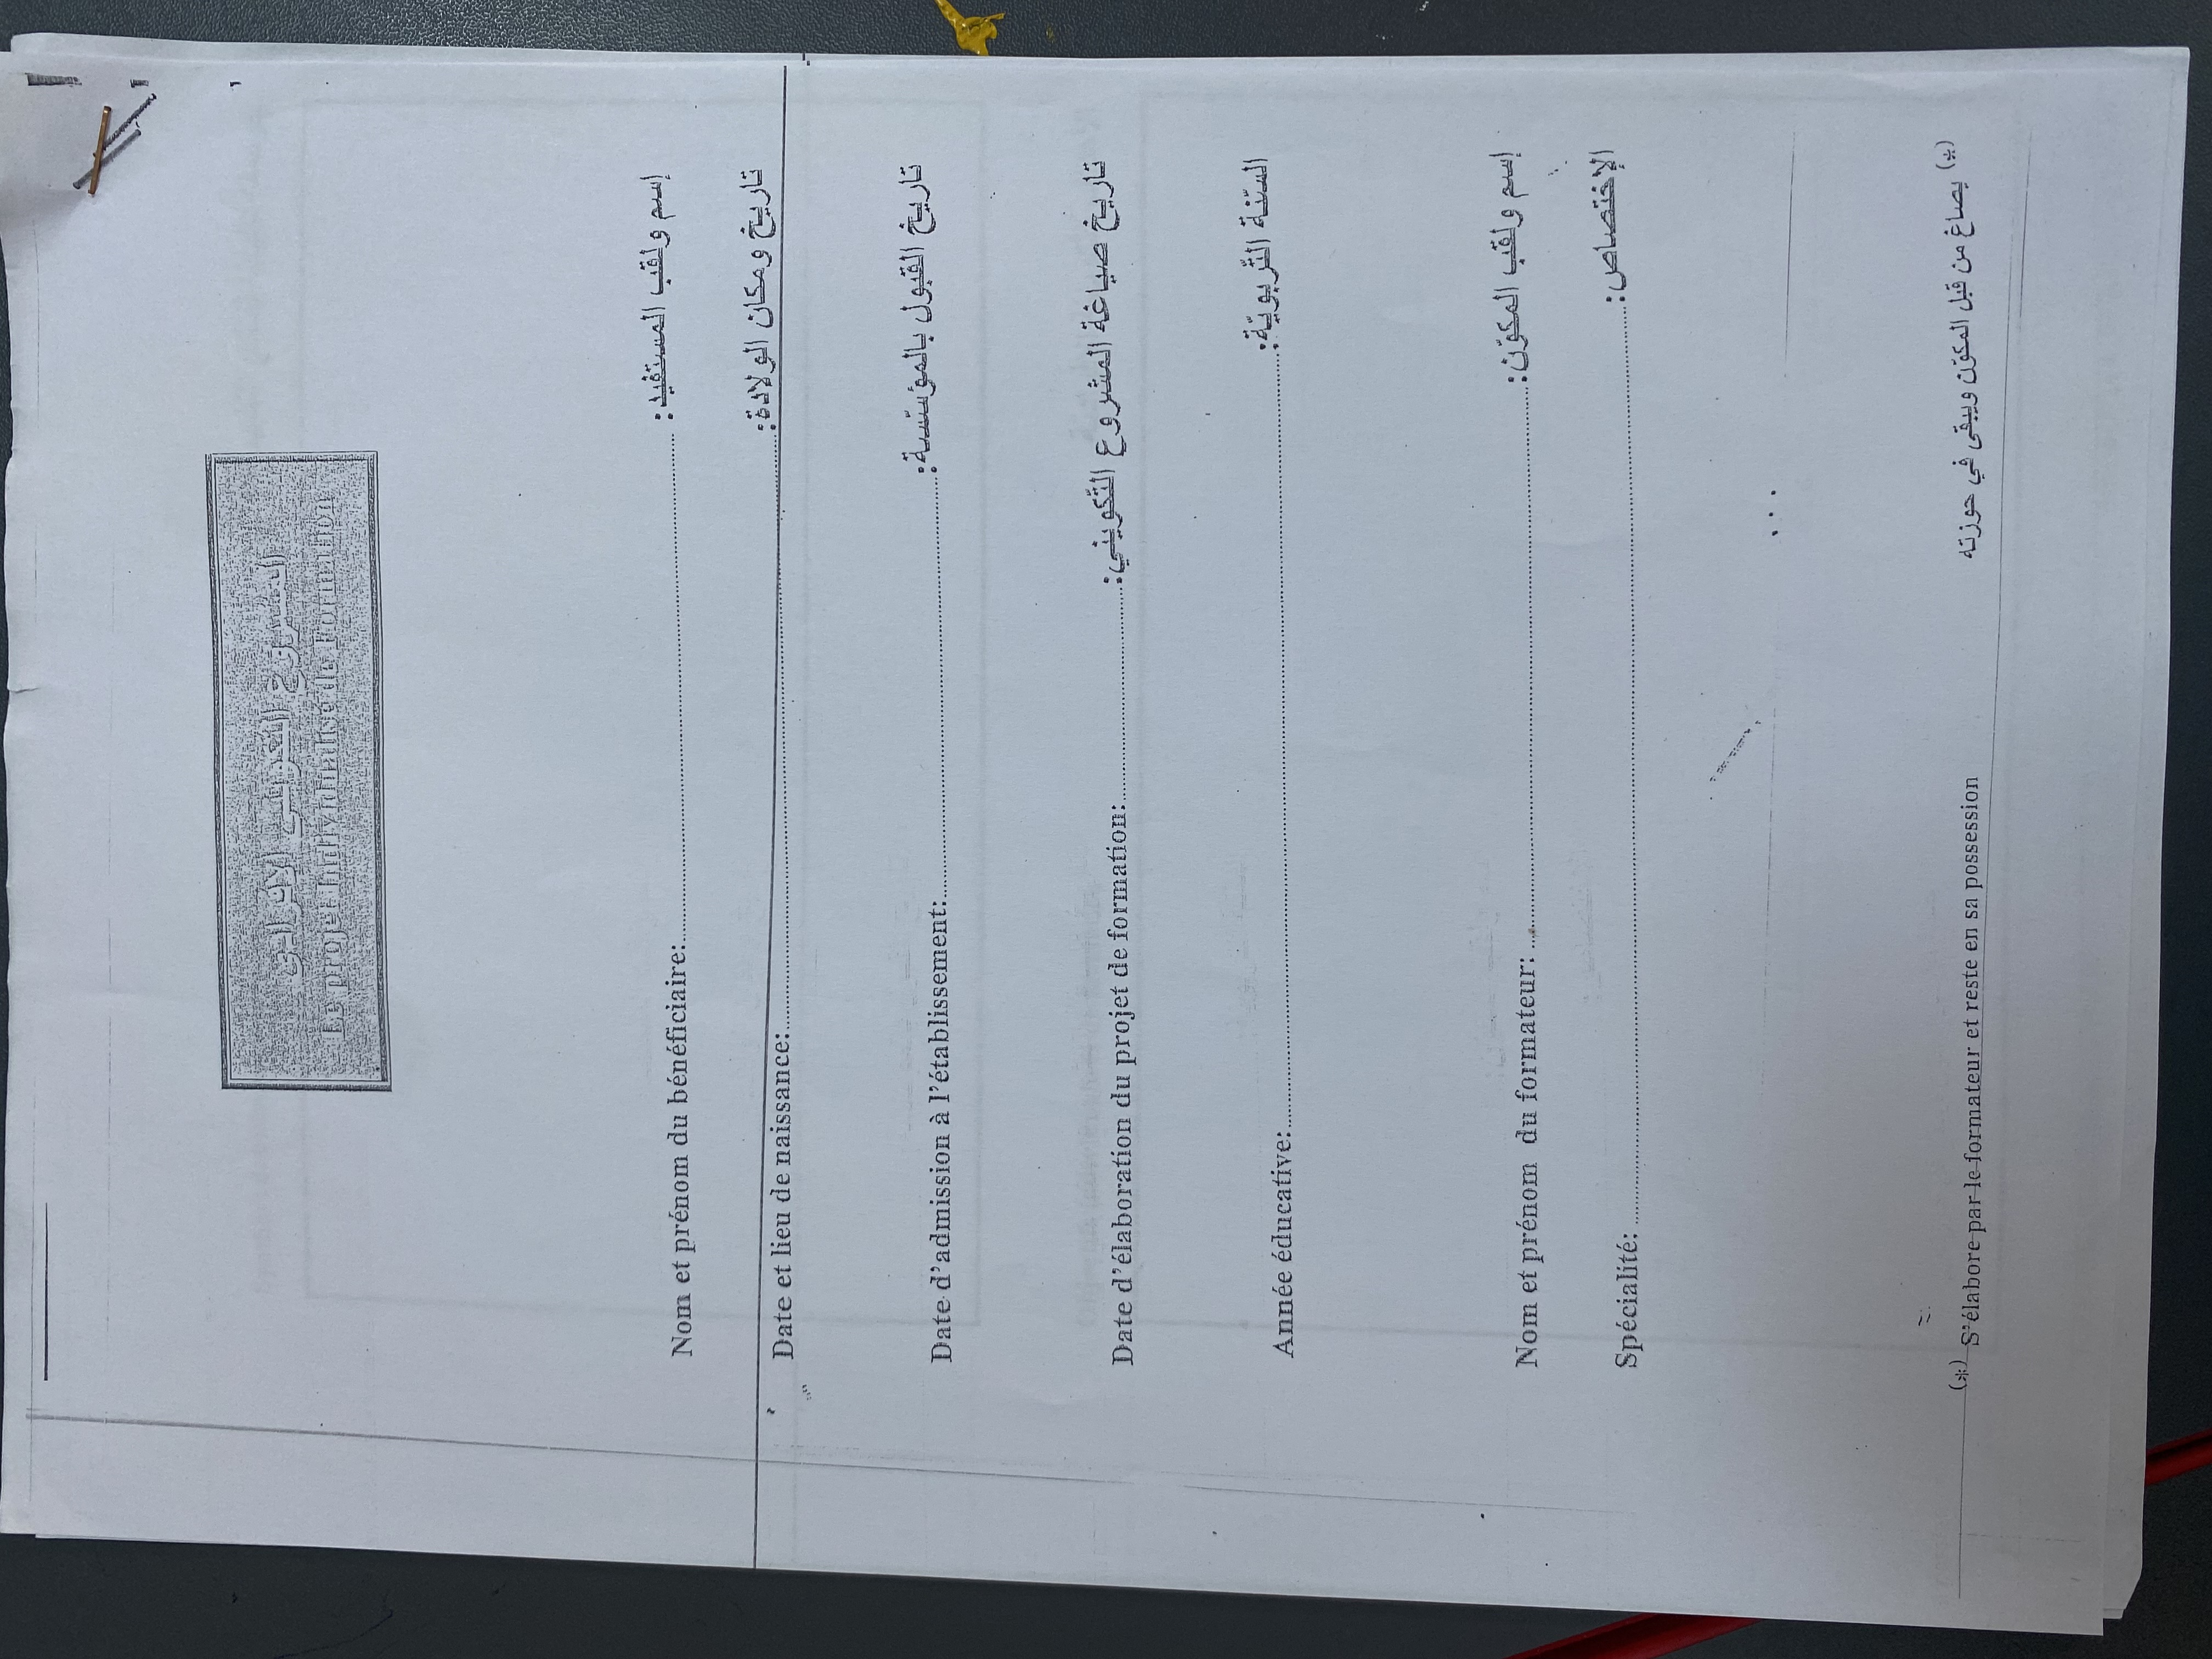 المشروع التكويني الافرادي
Le projet Individualisé de Formation
Nom et prénom du bénéficiaire:........................ إسم ولقب المستفيد:
Date et lieu de naissance:........................ تاريخ ومكان الولادة:
Date d'admission à l'établissement:........................ تاريخ القبول بالمؤسّسة:
Date d'élaboration du projet de formation:........................ تاريخ صياغة المشروع التّكويني:
Année éducative:........................ السّنة التّربويّة:
Nom et prénom du formateur: ........................ إسم ولقب المكوّن:
Spécialité: ........................ الإختصاص:
(*) S'élabore par le formateur et reste en sa possession (*) يصاغ من قبل المكوّن ويبقى في حوزته